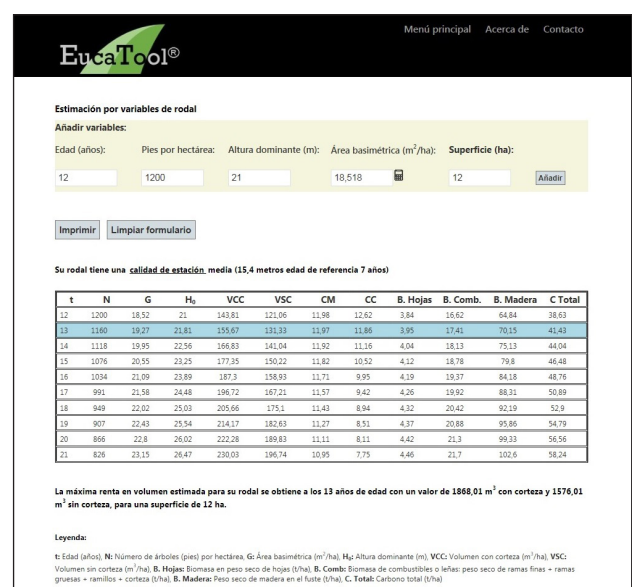 Menú principal Acerca de Contacto
EucaTool®
Estimación por variables de rodal
Añadir variables:
Edad (años): Pies por hectárea: Altura dominante (m): Área basimétrica (m²/ha): Superficie (ha):
12 1200 21 18,518 12 Añadir
Imprimir Limpiar formulario
Su rodal tiene una calidad de estación media (15,4 metros edad de referencia 7 años)
t N G H₀ VCC VSC CM CC B. Hojas B. Comb. B. Madera C Total
12 1200 18,52 21 143,81 121,06 11,98 12,62 3,84 16,62 64,84 38,63
13 1160 19,27 21,81 155,67 131,33 11,97 11,86 3,95 17,41 70,15 41,43
14 1118 19,95 22,56 166,83 141,04 11,92 11,16 4,04 18,13 75,13 44,04
15 1076 20,55 23,25 177,35 150,22 11,82 10,52 4,12 18,78 79,8 46,48
16 1034 21,09 23,89 187,3 158,93 11,71 9,95 4,19 19,37 84,18 48,76
17 991 21,58 24,48 196,72 167,21 11,57 9,42 4,26 19,92 88,31 50,89
18 949 22,02 25,03 205,66 175,1 11,43 8,94 4,32 20,42 92,19 52,9
19 907 22,43 25,54 214,17 182,63 11,27 8,51 4,37 20,88 95,86 54,79
20 866 22,8 26,02 222,28 189,83 11,11 8,11 4,42 21,3 99,33 56,56
21 826 23,15 26,47 230,03 196,74 10,95 7,75 4,46 21,7 102,6 58,24
La máxima renta en volumen estimada para su rodal se obtiene a los 13 años de edad con un valor de 1868,01 m³ con corteza y 1576,01
m³ sin corteza, para una superficie de 12 ha.
Leyenda:
t: Edad (años), N: Número de árboles (pies) por hectárea, G: Área basimétrica (m²/ha), H₀: Altura dominante (m), VCC: Volumen con corteza (m³/ha), VSC:
Volumen sin corteza (m³/ha), B. Hojas: Biomasa en peso seco de hojas (t/ha), B. Comb: Biomasa de combustibles o leñas: peso seco de ramas finas + ramas
gruesas + ramillos + corteza (t/ha), B. Madera: Peso seco de madera en el fuste (t/ha), C. Total: Carbono total (t/ha)